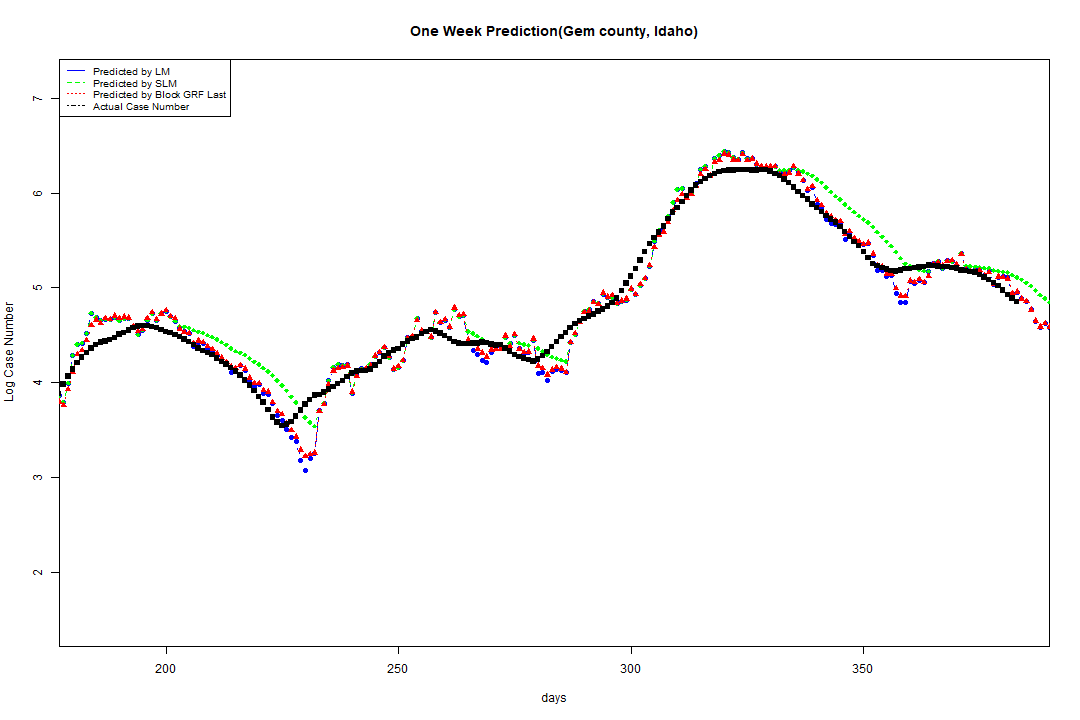 One Week Prediction(Gem county, Idaho)
Predicted by LM
Predicted by SLM
Predicted by Block GRF Last
Actual Case Number
7
6
5
4
3
2
Log Case Number
200
250
300
350
days